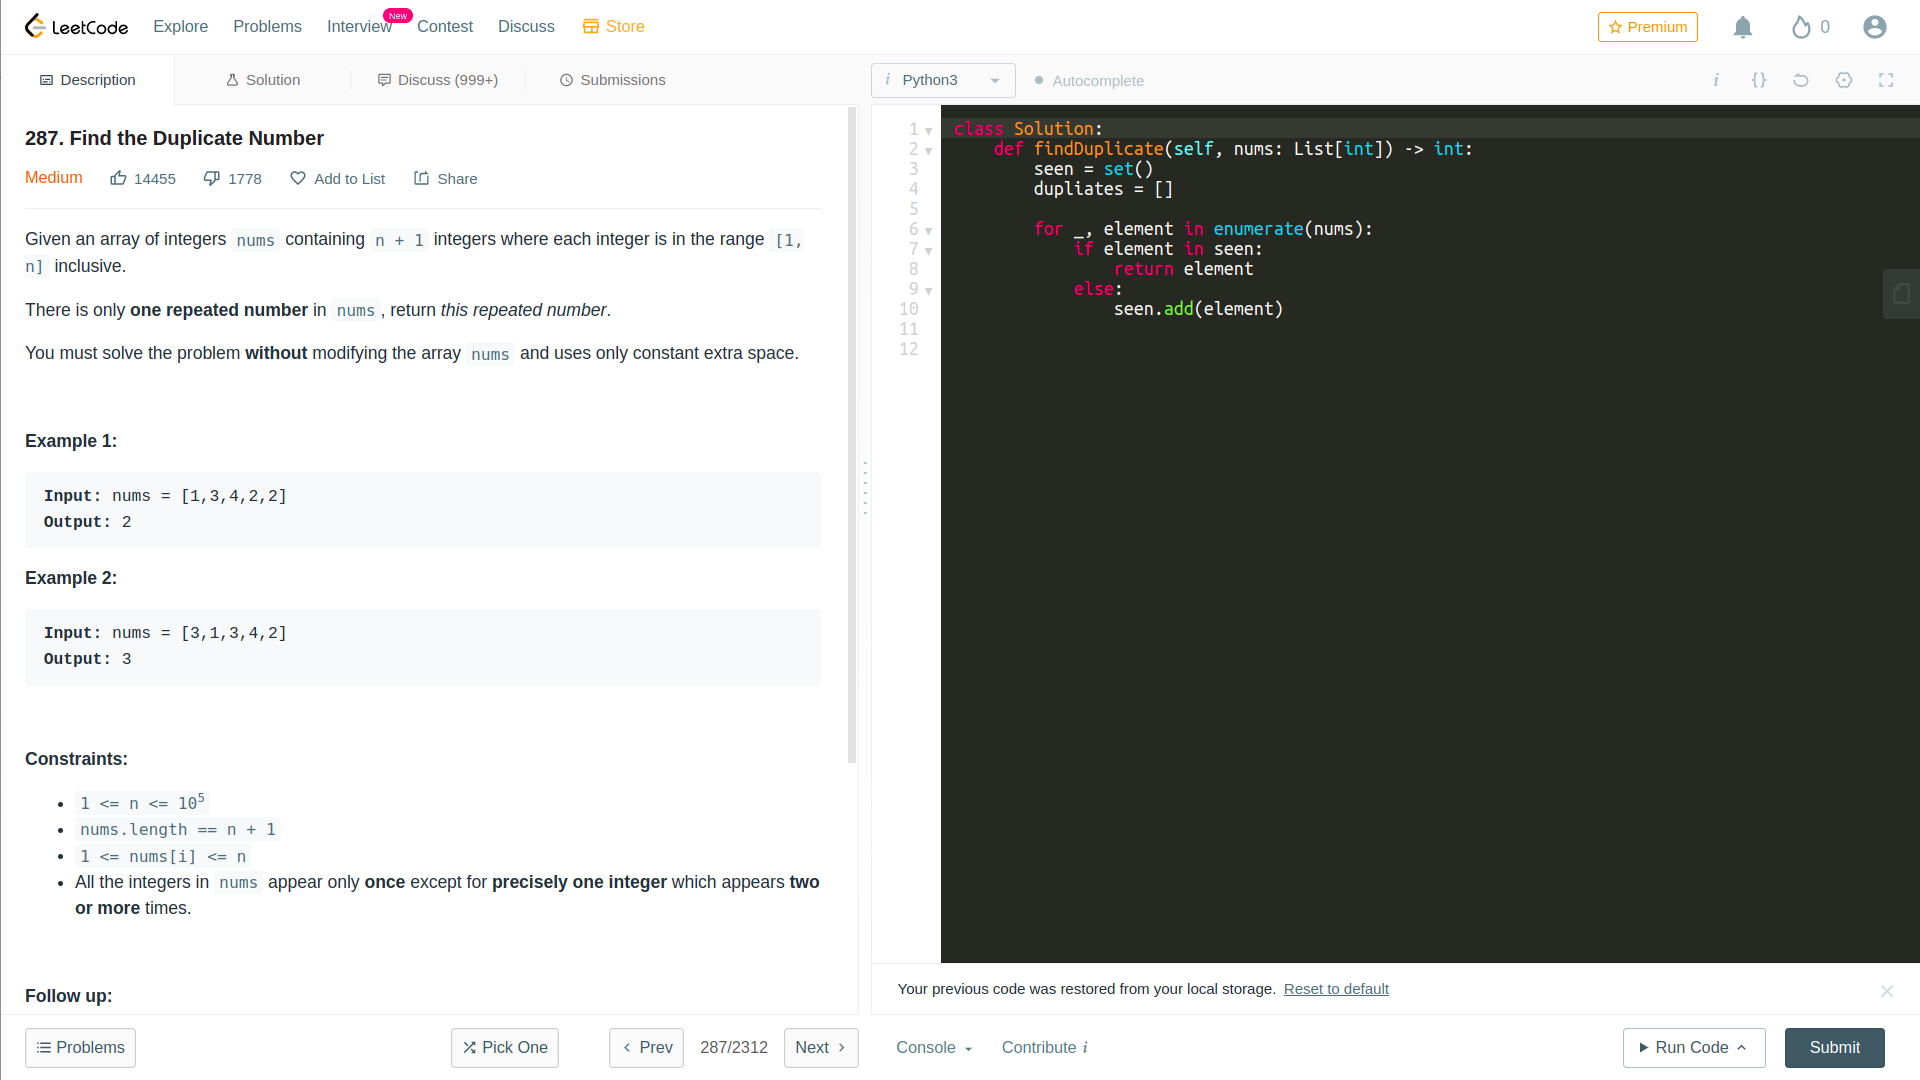 LeetCode Explore Problems Interview New Contest Discuss Store Premium 0
Description Solution Discuss (999+) Submissions
287. Find the Duplicate Number
Medium 14455 1778 Add to List Share
Given an array of integers nums containing n + 1 integers where each integer is in the range [1,
n] inclusive.
There is only one repeated number in nums , return this repeated number.
You must solve the problem without modifying the array nums and uses only constant extra space.
Example 1:
Input: nums = [1,3,4,2,2]
Output: 2
Example 2:
Input: nums = [3,1,3,4,2]
Output: 3
Constraints:
1 <= n <= 10⁵
nums.length == n + 1
1 <= nums[i] <= n
All the integers in nums appear only once except for precisely one integer which appears two
or more times.
Follow up:
i Python3 Autocomplete i {}
1 class Solution:
2     def findDuplicate(self, nums: List[int]) -> int:
3         seen = set()
4         dupliates = []
5
6         for _, element in enumerate(nums):
7             if element in seen:
8                 return element
9             else:
10                 seen.add(element)
11
12
Your previous code was restored from your local storage. Reset to default
Problems Pick One Prev 287/2312 Next Console Contribute i Run Code Submit